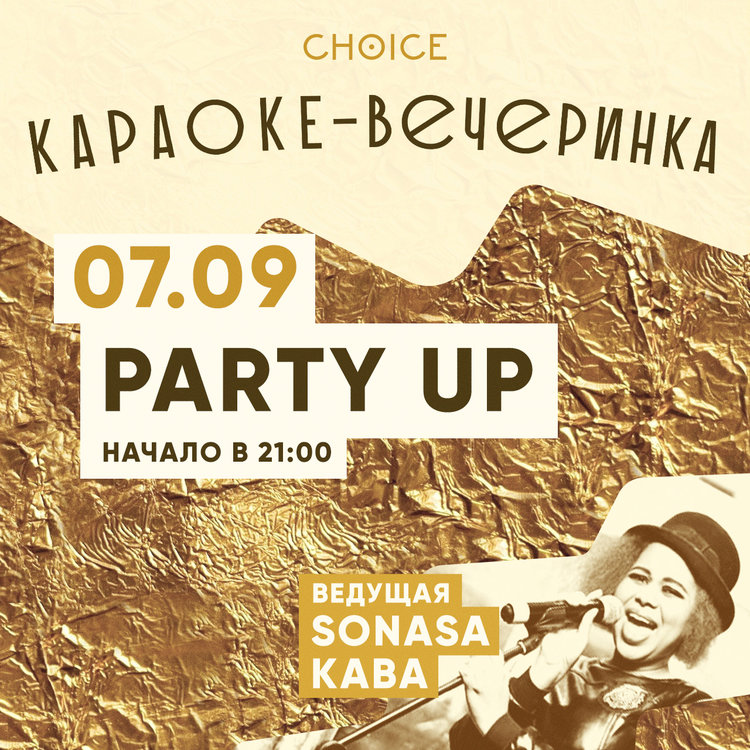 CHOICE
КАРАОКЕ-ВЕЧЕРИНКА
07.09
PARTY UP
НАЧАЛО В 21:00
ВЕДУЩАЯ
SONASA
KABA